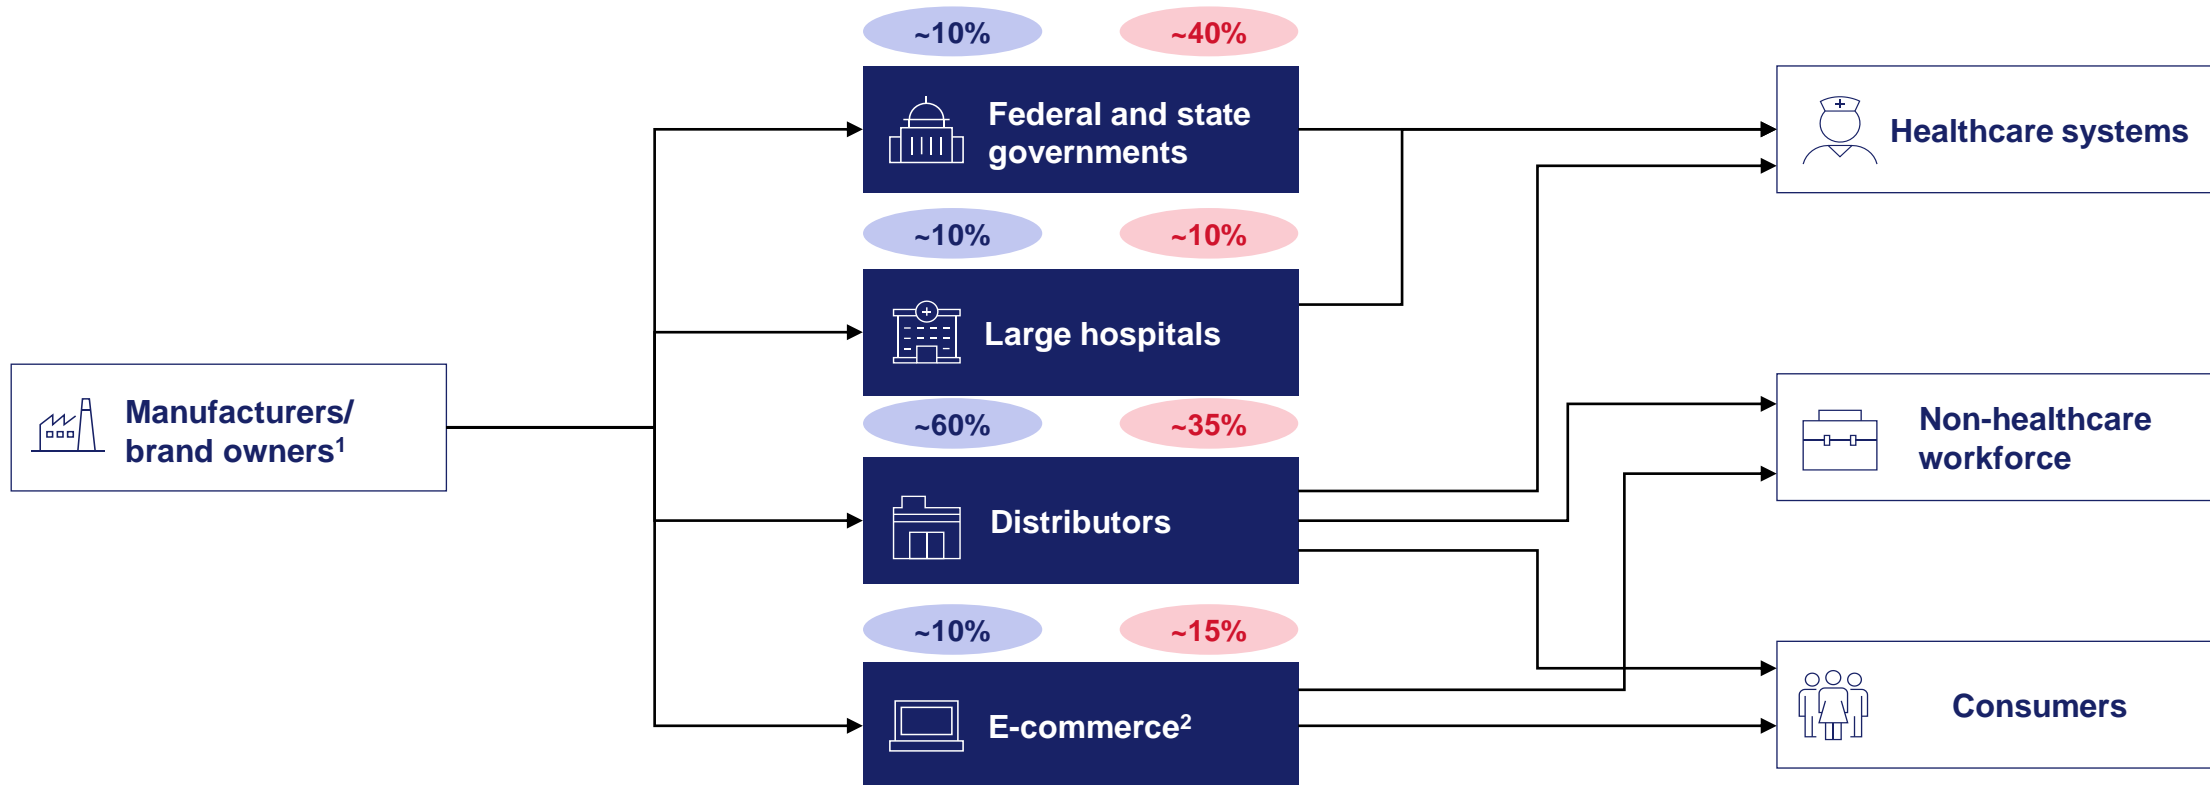 ~10%
~40%
Federal and state
governments
Healthcare systems
~10%
~10%
Large hospitals
Manufacturers/
brand owners¹
~60%
~35%
Non-healthcare
workforce
Distributors
~10%
~15%
E-commerce²
Consumers